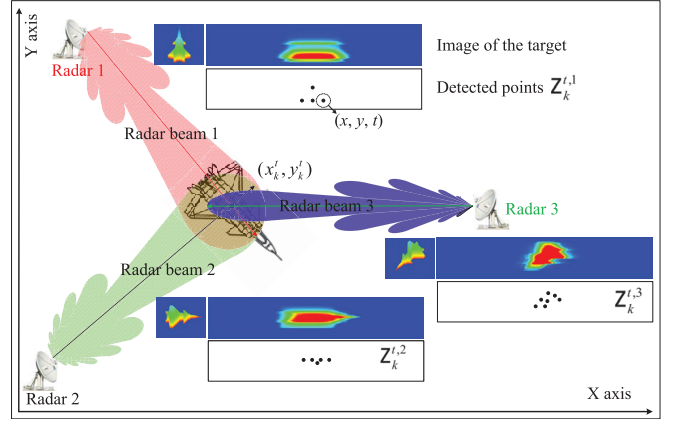 Y axis
Radar 1
Image of the target
Detected points Z_k^{t,1}
(x, y, t)
Radar beam 1
(x_k^t, y_k^t)
Radar beam 3
Radar 3
Radar beam 2
Z_k^{t,3}
Z_k^{t,2}
Radar 2
X axis